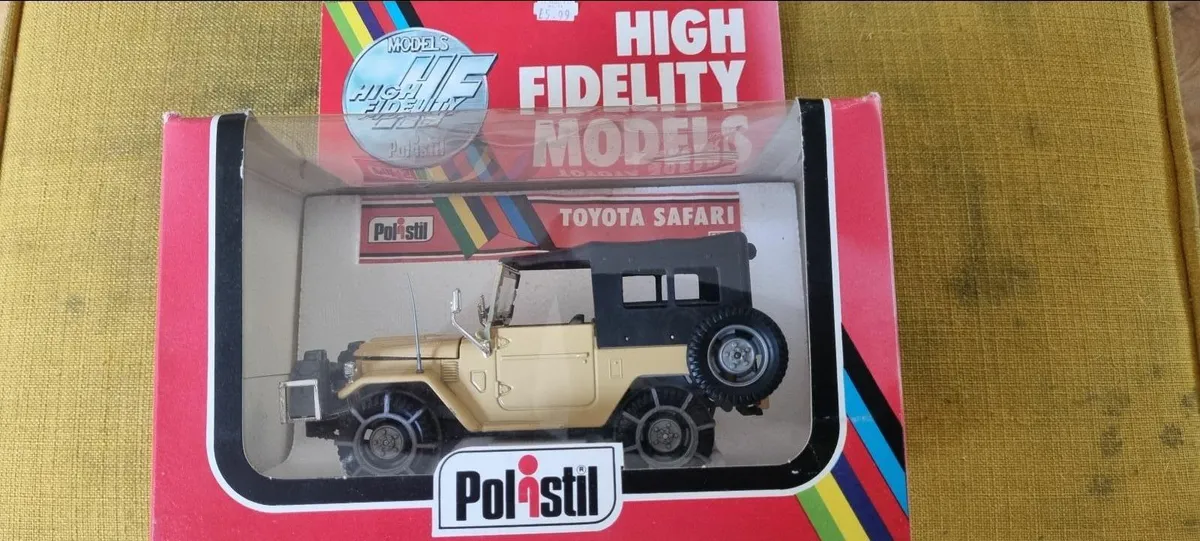 £5.99
HIGH
FIDELITY
MODELS
MODELS
HF
HIGH
FIDELITY
Polistil
Polistil
TOYOTA SAFARI
Polistil®